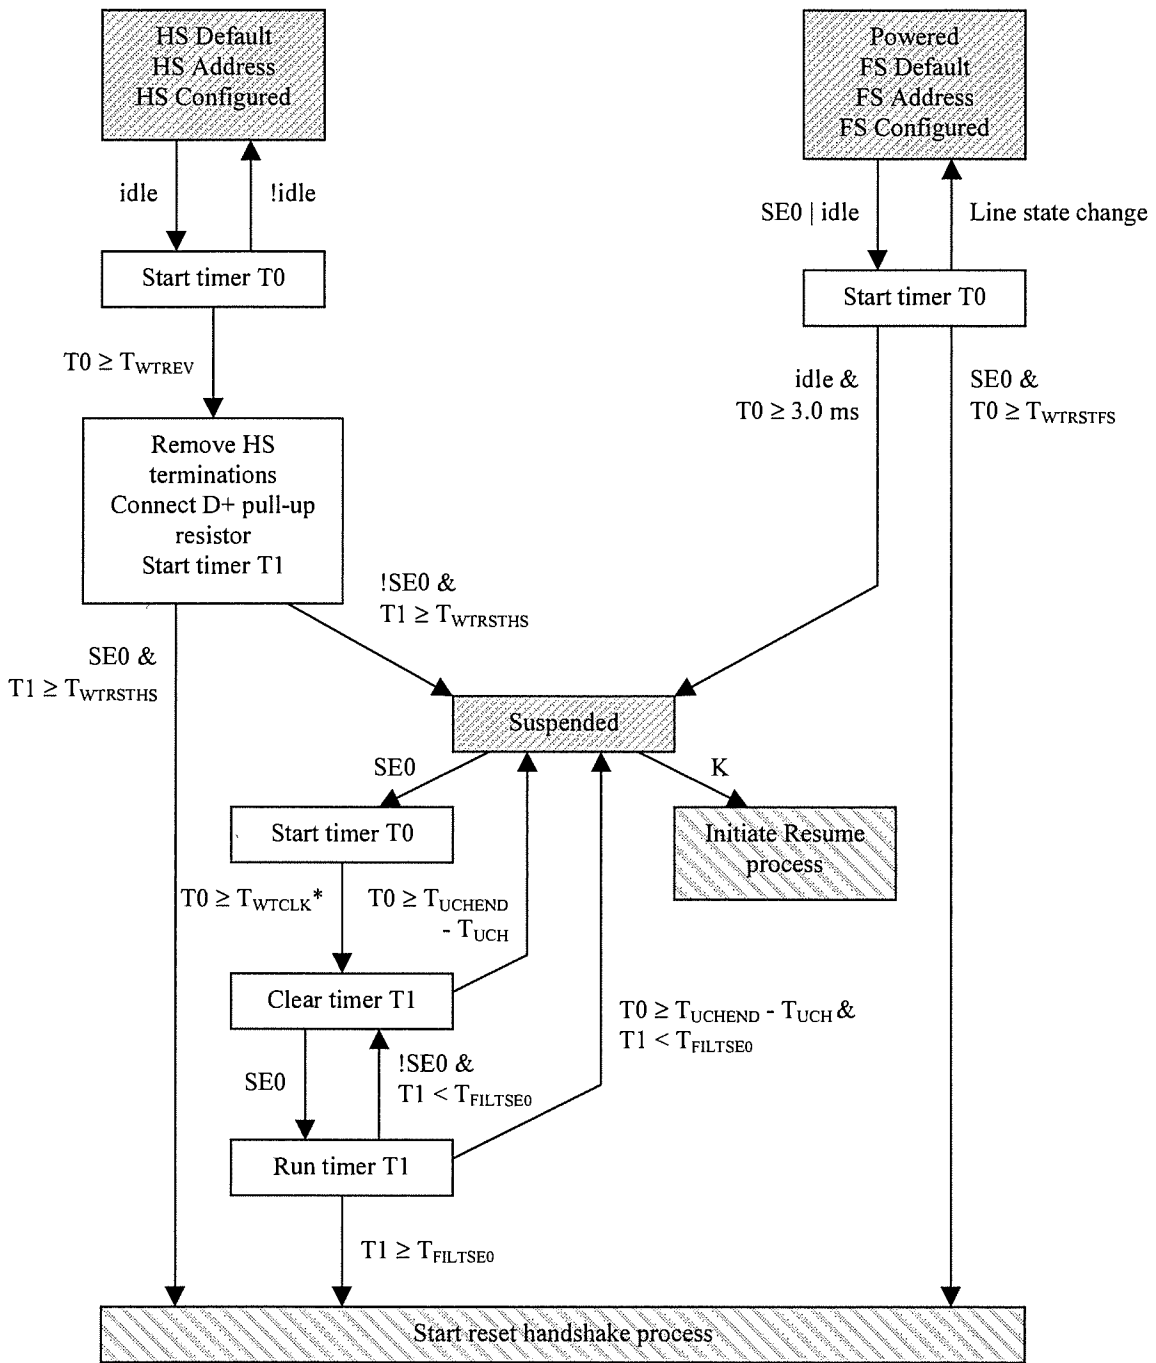 HS Default
HS Address
HS Configured
Powered
FS Default
FS Address
FS Configured
idle
!idle
SE0 | idle
Line state change
Start timer T0
Start timer T0
T0 ≥ TWTREV
idle &
T0 ≥ 3.0 ms
SE0 &
T0 ≥ TWTRSTFS
Remove HS
terminations
Connect D+ pull-up
resistor
Start timer T1
!SE0 &
T1 ≥ TWTRSTHS
SE0 &
T1 ≥ TWTRSTHS
Suspended
SE0
K
Start timer T0
Initiate Resume
process
T0 ≥ TWTCLK*
T0 ≥ TUCHEND
- TUCH
Clear timer T1
T0 ≥ TUCHEND - TUCH &
T1 < TFILTSE0
SE0
!SE0 &
T1 < TFILTSE0
Run timer T1
T1 ≥ TFILTSE0
Start reset handshake process